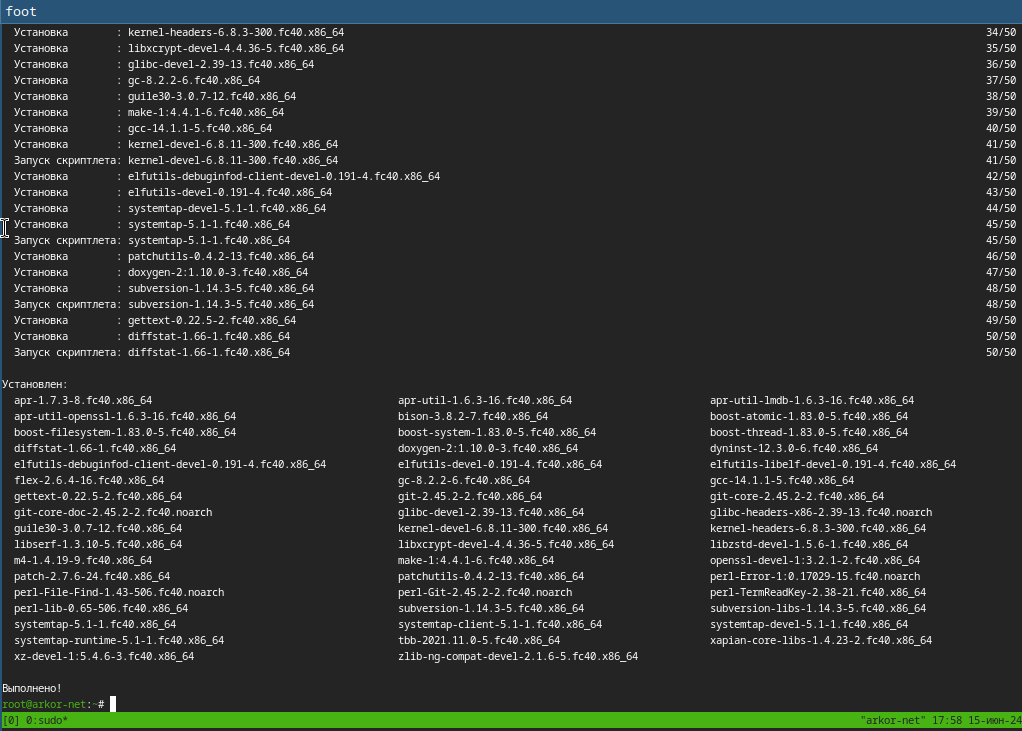 foot
Установка : kernel-headers-6.8.3-300.fc40.x86_64 34/50
Установка : libxcrypt-devel-4.4.36-5.fc40.x86_64 35/50
Установка : glibc-devel-2.39-13.fc40.x86_64 36/50
Установка : gc-8.2.2-6.fc40.x86_64 37/50
Установка : guile30-3.0.7-12.fc40.x86_64 38/50
Установка : make-1:4.4.1-6.fc40.x86_64 39/50
Установка : gcc-14.1.1-5.fc40.x86_64 40/50
Установка : kernel-devel-6.8.11-300.fc40.x86_64 41/50
Запуск скриптлета: kernel-devel-6.8.11-300.fc40.x86_64 41/50
Установка : elfutils-debuginfod-client-devel-0.191-4.fc40.x86_64 42/50
Установка : elfutils-devel-0.191-4.fc40.x86_64 43/50
Установка : systemtap-devel-5.1-1.fc40.x86_64 44/50
Установка : systemtap-5.1-1.fc40.x86_64 45/50
Запуск скриптлета: systemtap-5.1-1.fc40.x86_64 45/50
Установка : patchutils-0.4.2-13.fc40.x86_64 46/50
Установка : doxygen-2:1.10.0-3.fc40.x86_64 47/50
Установка : subversion-1.14.3-5.fc40.x86_64 48/50
Запуск скриптлета: subversion-1.14.3-5.fc40.x86_64 48/50
Установка : gettext-0.22.5-2.fc40.x86_64 49/50
Установка : diffstat-1.66-1.fc40.x86_64 50/50
Запуск скриптлета: diffstat-1.66-1.fc40.x86_64 50/50
Установлен:
apr-1.7.3-8.fc40.x86_64 apr-util-1.6.3-16.fc40.x86_64 apr-util-lmdb-1.6.3-16.fc40.x86_64
apr-util-openssl-1.6.3-16.fc40.x86_64 bison-3.8.2-7.fc40.x86_64 boost-atomic-1.83.0-5.fc40.x86_64
boost-filesystem-1.83.0-5.fc40.x86_64 boost-system-1.83.0-5.fc40.x86_64 boost-thread-1.83.0-5.fc40.x86_64
diffstat-1.66-1.fc40.x86_64 doxygen-2:1.10.0-3.fc40.x86_64 dyninst-12.3.0-6.fc40.x86_64
elfutils-debuginfod-client-devel-0.191-4.fc40.x86_64 elfutils-devel-0.191-4.fc40.x86_64 elfutils-libelf-devel-0.191-4.fc40.x86_64
flex-2.6.4-16.fc40.x86_64 gc-8.2.2-6.fc40.x86_64 gcc-14.1.1-5.fc40.x86_64
gettext-0.22.5-2.fc40.x86_64 git-2.45.2-2.fc40.x86_64 git-core-2.45.2-2.fc40.x86_64
git-core-doc-2.45.2-2.fc40.noarch glibc-devel-2.39-13.fc40.x86_64 glibc-headers-x86-2.39-13.fc40.noarch
guile30-3.0.7-12.fc40.x86_64 kernel-devel-6.8.11-300.fc40.x86_64 kernel-headers-6.8.3-300.fc40.x86_64
libserf-1.3.10-5.fc40.x86_64 libxcrypt-devel-4.4.36-5.fc40.x86_64 libzstd-devel-1.5.6-1.fc40.x86_64
m4-1.4.19-9.fc40.x86_64 make-1:4.4.1-6.fc40.x86_64 openssl-devel-1:3.2.1-2.fc40.x86_64
patch-2.7.6-24.fc40.x86_64 patchutils-0.4.2-13.fc40.x86_64 perl-Error-1:0.17029-15.fc40.noarch
perl-File-Find-1.43-506.fc40.noarch perl-Git-2.45.2-2.fc40.noarch perl-TermReadKey-2.38-21.fc40.x86_64
perl-lib-0.65-506.fc40.x86_64 subversion-1.14.3-5.fc40.x86_64 subversion-libs-1.14.3-5.fc40.x86_64
systemtap-5.1-1.fc40.x86_64 systemtap-client-5.1-1.fc40.x86_64 systemtap-devel-5.1-1.fc40.x86_64
systemtap-runtime-5.1-1.fc40.x86_64 tbb-2021.11.0-5.fc40.x86_64 xapian-core-libs-1.4.23-2.fc40.x86_64
xz-devel-1:5.4.6-3.fc40.x86_64 zlib-ng-compat-devel-2.1.6-5.fc40.x86_64
Выполнено!
root@arkor-net:~#
[0] 0:sudo* "arkor-net" 17:58 15-июн-24